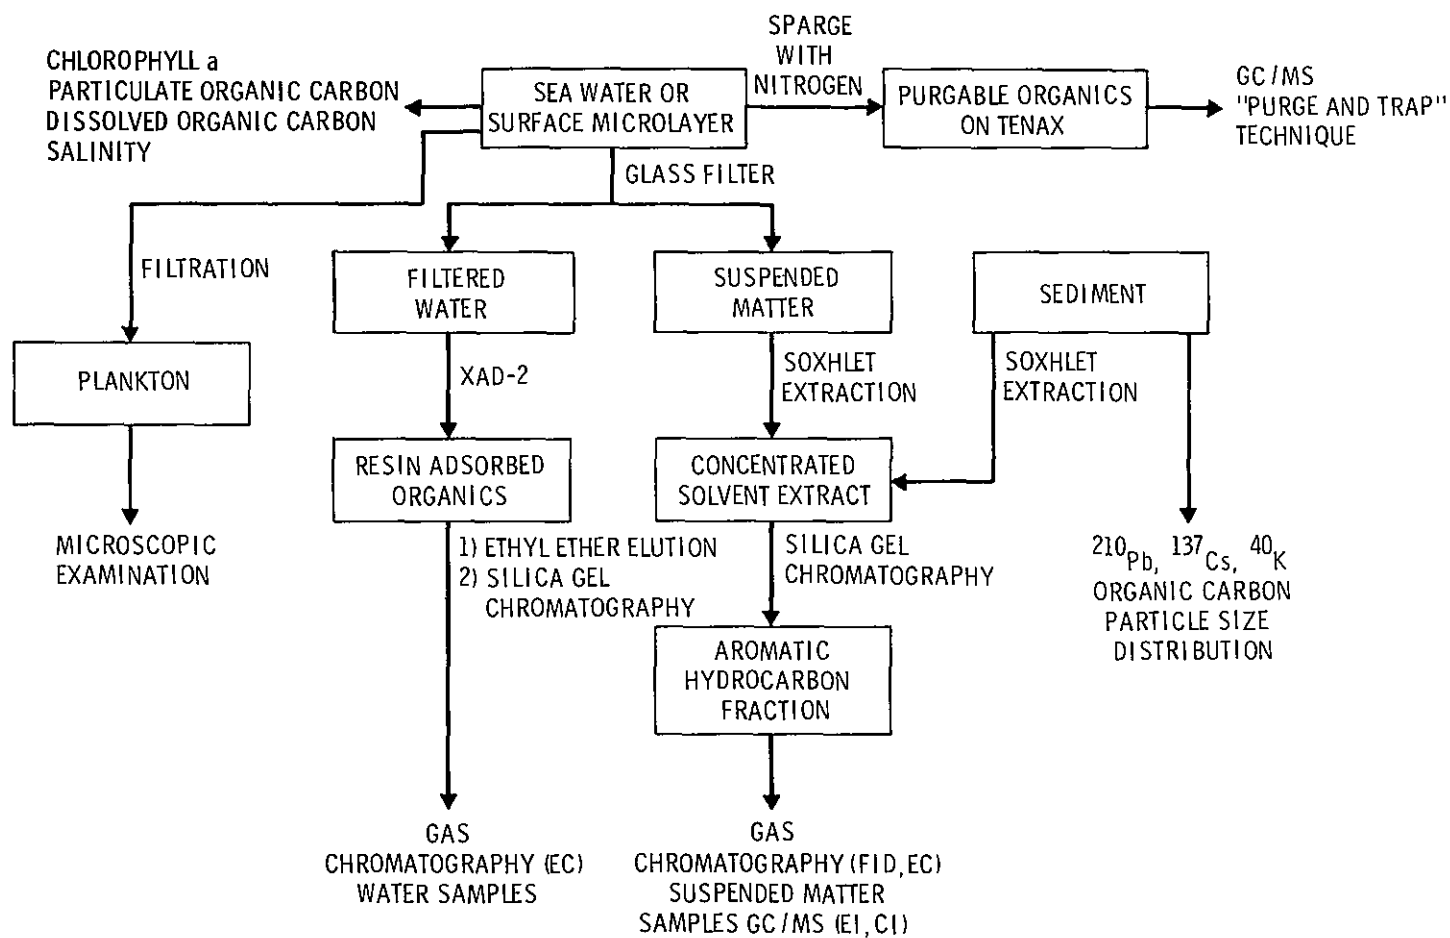 CHLOROPHYLL a
PARTICULATE ORGANIC CARBON
DISSOLVED ORGANIC CARBON
SALINITY
SEA WATER OR
SURFACE MICROLAYER
SPARGE
WITH
NITROGEN
PURGABLE ORGANICS
ON TENAX
GC/MS
"PURGE AND TRAP"
TECHNIQUE
GLASS FILTER
FILTRATION
FILTERED
WATER
SUSPENDED
MATTER
SEDIMENT
PLANKTON
XAD-2
SOXHLET
EXTRACTION
SOXHLET
EXTRACTION
RESIN ADSORBED
ORGANICS
CONCENTRATED
SOLVENT EXTRACT
MICROSCOPIC
EXAMINATION
1) ETHYL ETHER ELUTION
2) SILICA GEL
CHROMATOGRAPHY
SILICA GEL
CHROMATOGRAPHY
210Pb, 137Cs, 40K
ORGANIC CARBON
PARTICLE SIZE
DISTRIBUTION
AROMATIC
HYDROCARBON
FRACTION
GAS
CHROMATOGRAPHY (EC)
WATER SAMPLES
GAS
CHROMATOGRAPHY (FID, EC)
SUSPENDED MATTER
SAMPLES GC/MS (EI, CI)